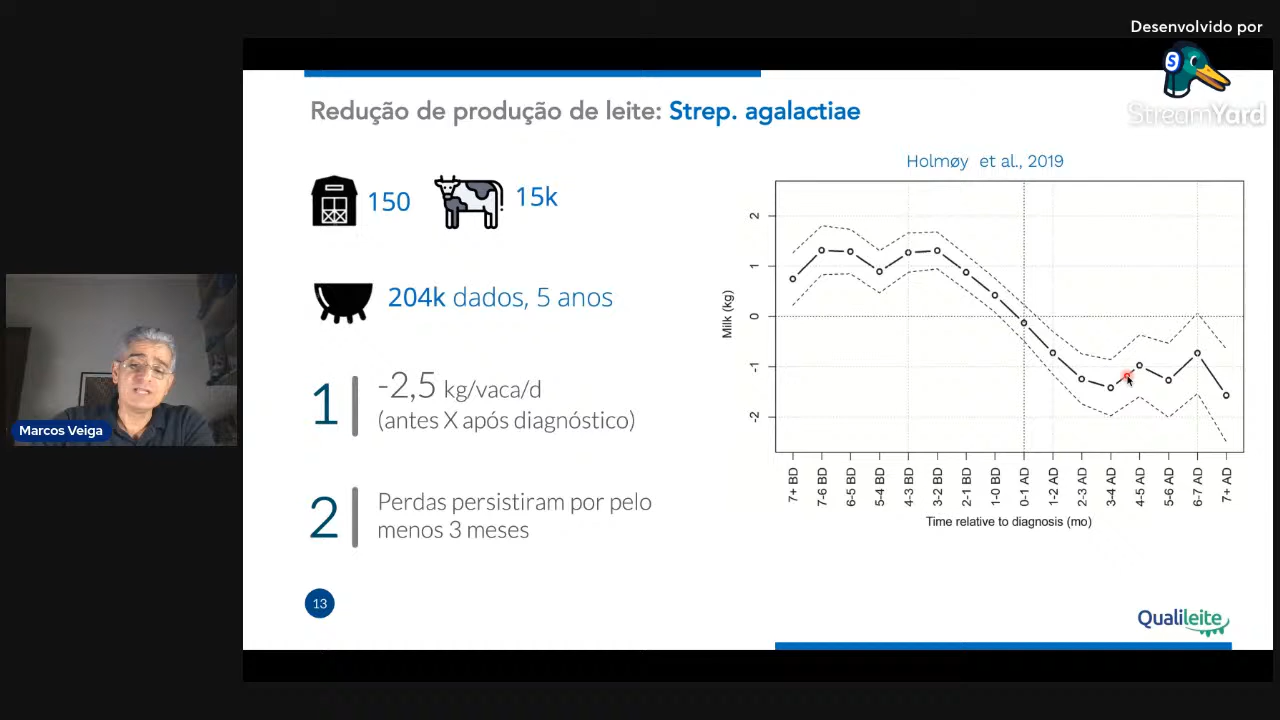 Desenvolvido por
StreamYard
Redução de produção de leite: Strep. agalactiae
150
15k
204k dados, 5 anos
1
-2,5 kg/vaca/d
(antes X após diagnóstico)
2
Perdas persistiram por pelo
menos 3 meses
13
Holmøy et al., 2019
Milk (kg)
2
1
0
-1
-2
7+ BD
7-6 BD
6-5 BD
5-4 BD
4-3 BD
3-2 BD
2-1 BD
1-0 BD
0-1 AD
1-2 AD
2-3 AD
3-4 AD
4-5 AD
5-6 AD
6-7 AD
7+ AD
Time relative to diagnosis (mo)
Qualileite
Marcos Veiga
S